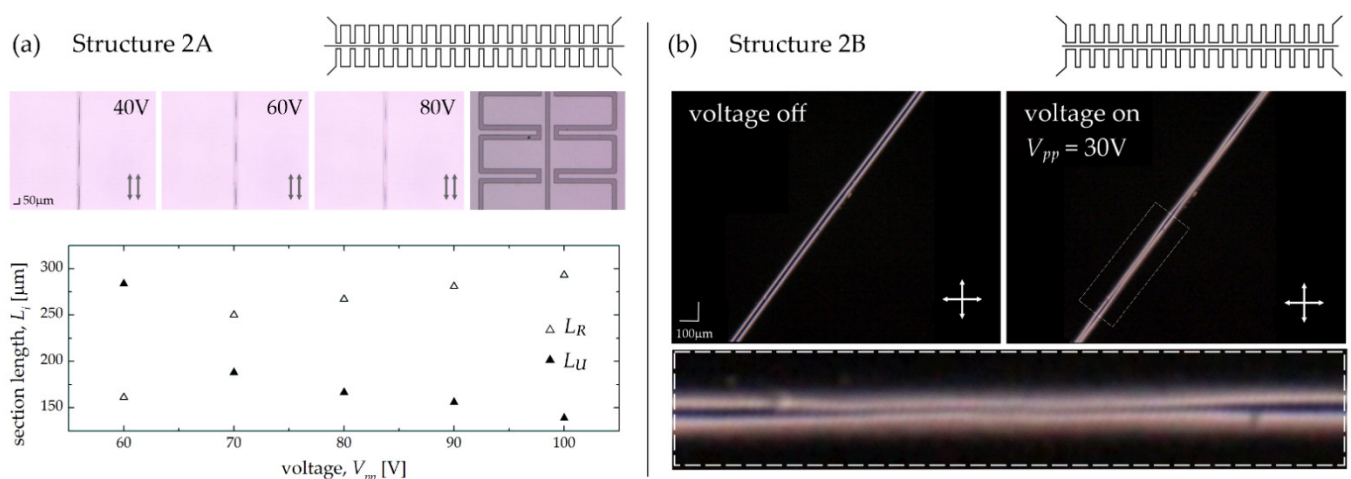 (a) Structure 2A
40V
60V
80V
50μm
section length, Lᵢ [μm]
300
250
200
150
60
70
80
90
100
L_R
L_U
voltage, V_pp [V]
(b) Structure 2B
voltage off
voltage on
V_pp = 30V
100μm